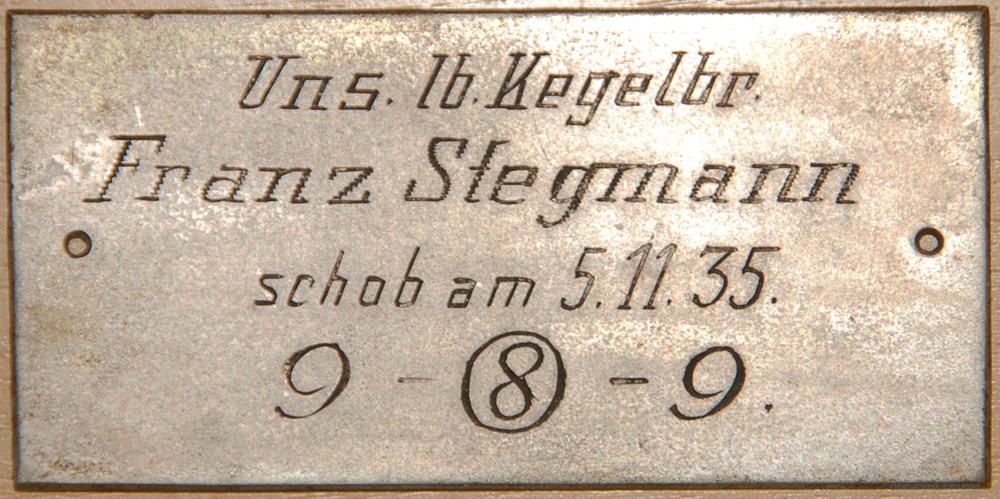 Uns. lb. Kegelbr.
Franz Stegmann
schob am 5.11.35.
9 - 8 - 9.